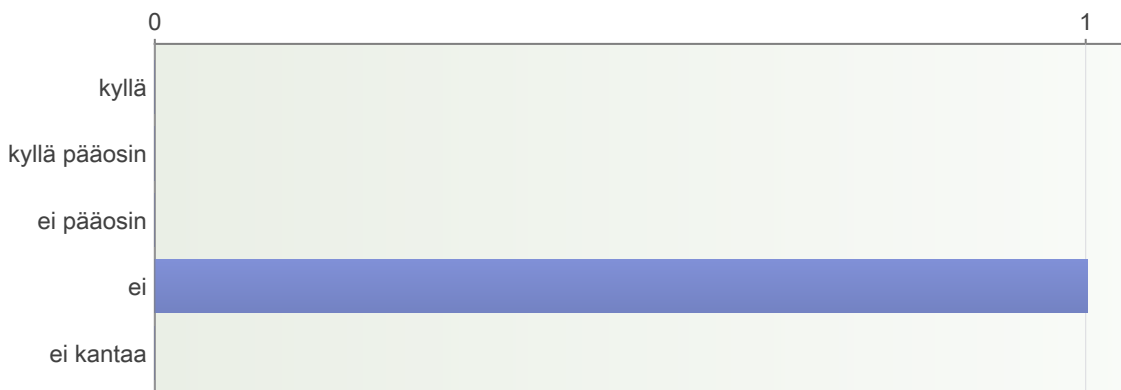 0 1
kyllä
kyllä pääosin
ei pääosin
ei
ei kantaa